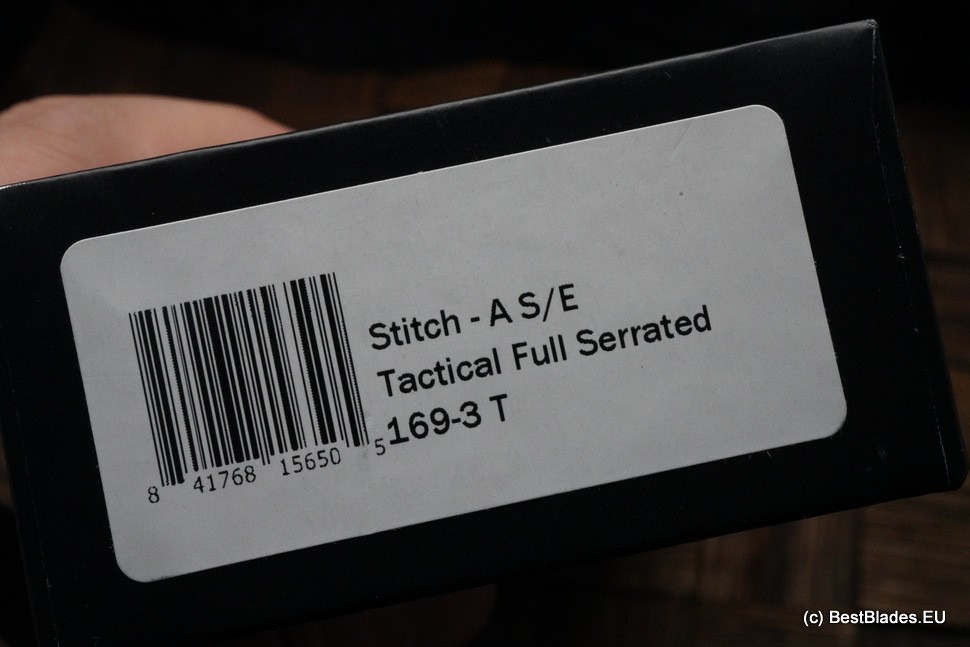 Stitch - A S/E
Tactical Full Serrated
169-3 T
8 41768 15650 5
(c) BestBlades.EU